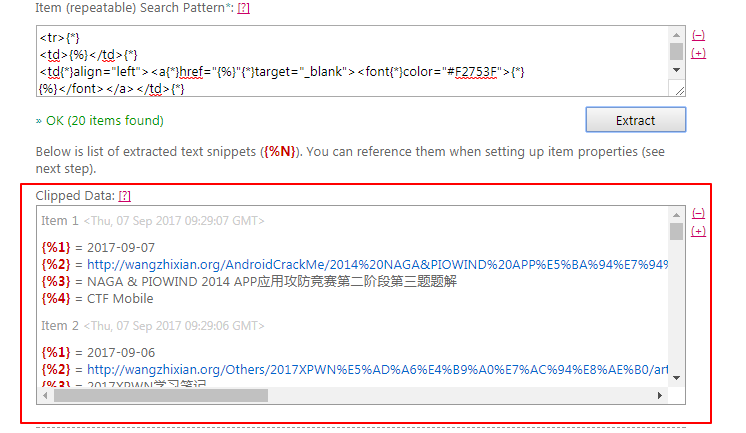 Item (repeatable) Search Pattern*: [?]
<tr>{*}
<td>{%}</td>{*}
<td{*}align="left"><a{*}href="{%}"{*}target="_blank"><font{*}color="#F2753F">{*}
{%}</font></a></td>{*}
(–)
(+)
» OK (20 items found)
Extract
Below is list of extracted text snippets ({%N}). You can reference them when setting up item properties (see
next step).
Clipped Data: [?]
Item 1 <Thu, 07 Sep 2017 09:29:07 GMT>
{%1} = 2017-09-07
{%2} = http://wangzhixian.org/AndroidCrackMe/2014%20NAGA&PIOWIND%20APP%E5%BA%94%E7%94%
{%3} = NAGA & PIOWIND 2014 APP应用攻防竞赛第二阶段第三题题解
{%4} = CTF Mobile
Item 2 <Thu, 07 Sep 2017 09:29:06 GMT>
{%1} = 2017-09-06
{%2} = http://wangzhixian.org/Others/2017XPWN%E5%AD%A6%E4%B9%A0%E7%AC%94%E8%AE%B0/art
{%3} = 2017XPWN学习笔记
(–)
(+)